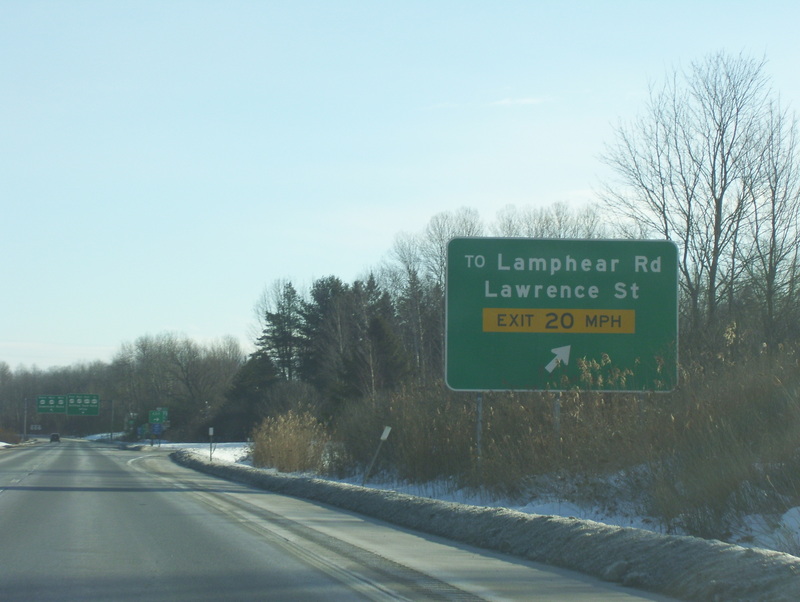 TO Lamphear Rd
Lawrence St
EXIT 20 MPH